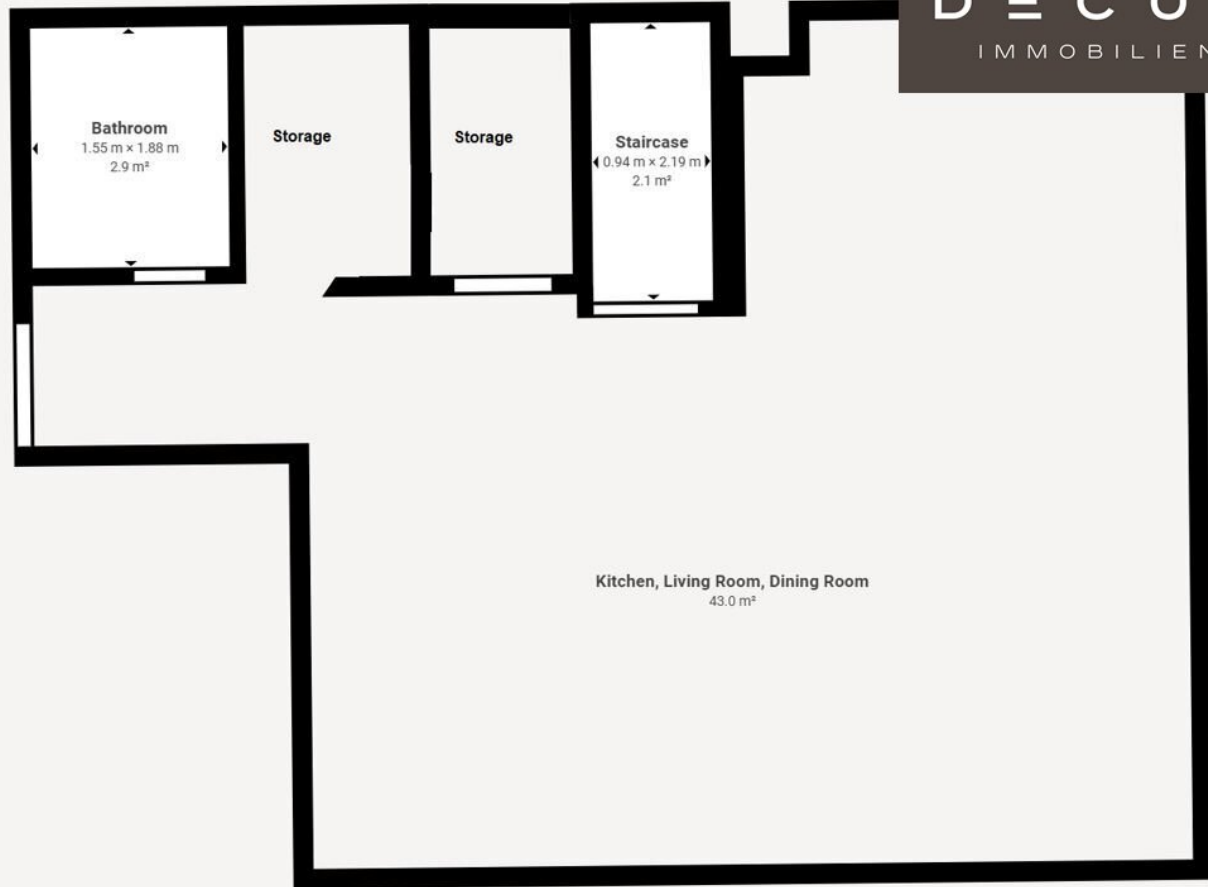 IMMOBILIEN
Bathroom
1.55 m × 1.88 m
2.9 m²
Storage
Storage
Staircase
0.94 m × 2.19 m
2.1 m²
Kitchen, Living Room, Dining Room
43.0 m²